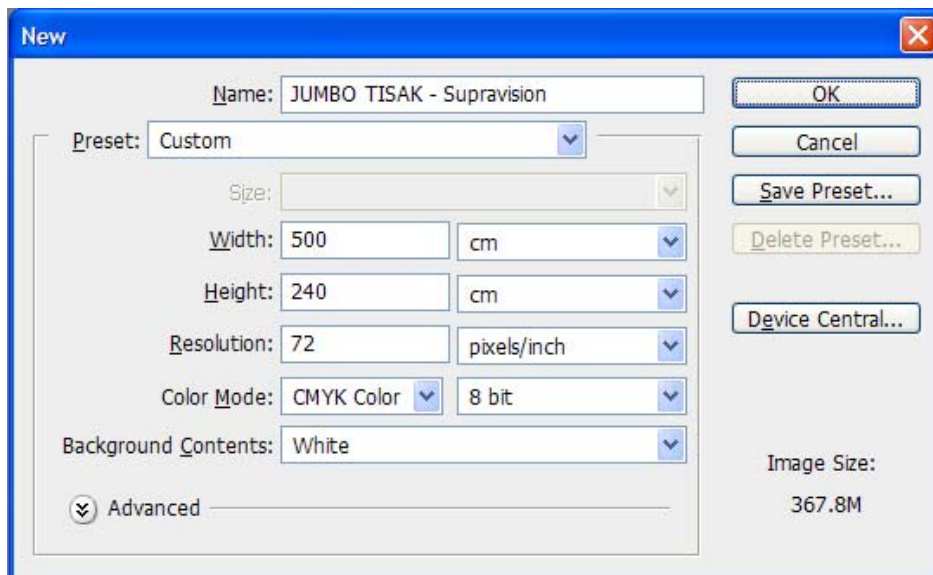 New
Name: JUMBO TISAK - Supravision
OK
Preset: Custom
Cancel
Size:
Save Preset...
Width: 500 cm
Delete Preset...
Height: 240 cm
Device Central...
Resolution: 72 pixels/inch
Color Mode: CMYK Color 8 bit
Background Contents: White
Image Size:
367.8M
Advanced